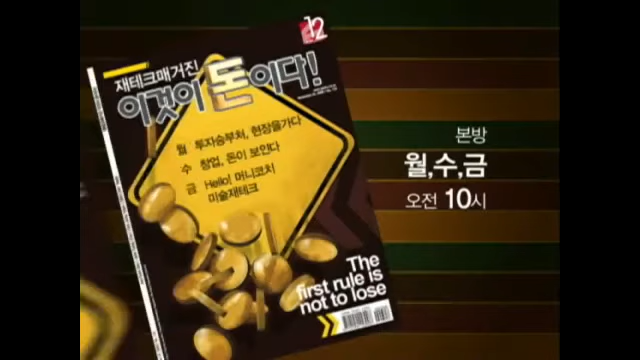 12
재테크매거진
이것이 돈이다!
월 투자승부처, 현장을가다
수 창업, 돈이 보인다
금 Hello! 머니코치
미술재테크
The
first rule is
not to lose
본방
월,수,금
오전 10시